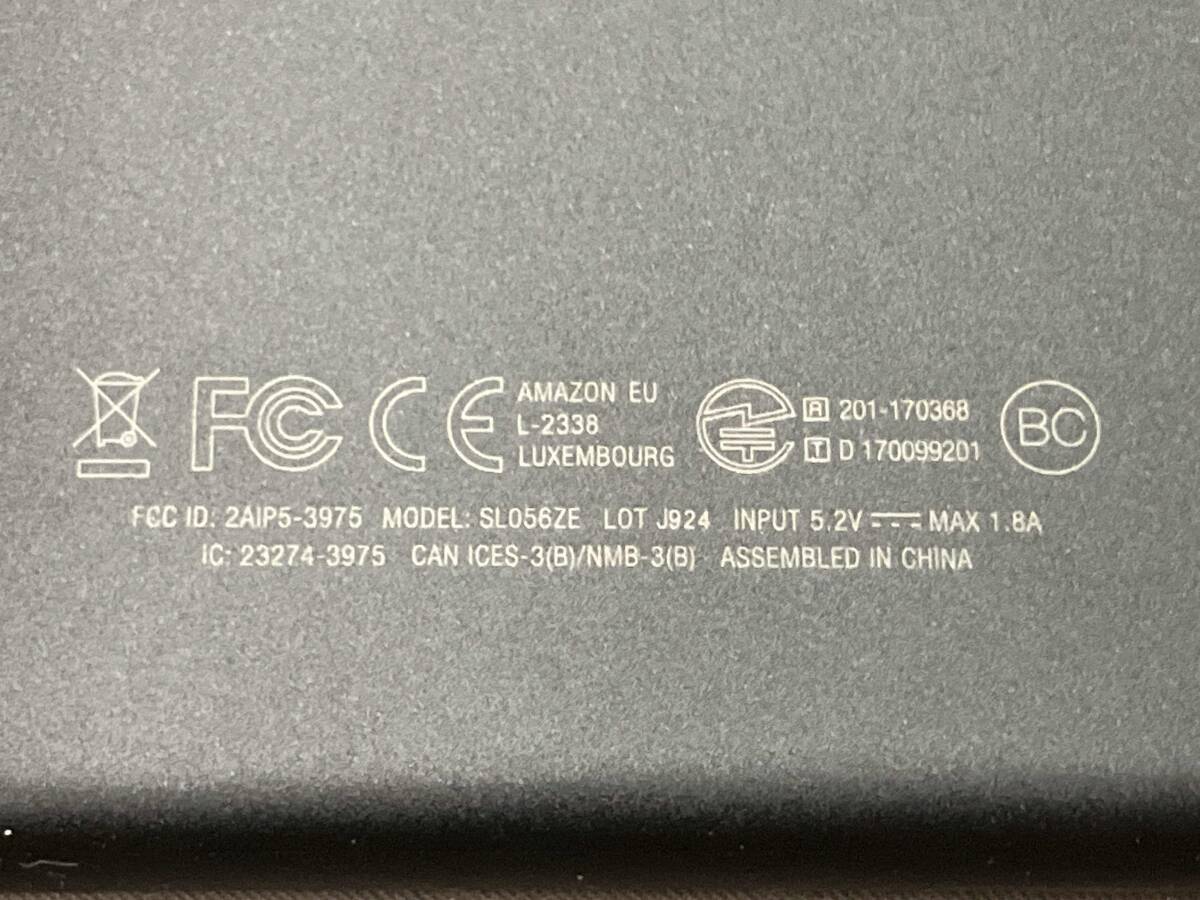 FC CE AMAZON EU
L-2338
LUXEMBOURG
R 201-170368
T D 170099201
BC
FCC ID: 2AIP5-3975 MODEL: SL056ZE LOT J924 INPUT 5.2V MAX 1.8A
IC: 23274-3975 CAN ICES-3(B)/NMB-3(B) ASSEMBLED IN CHINA